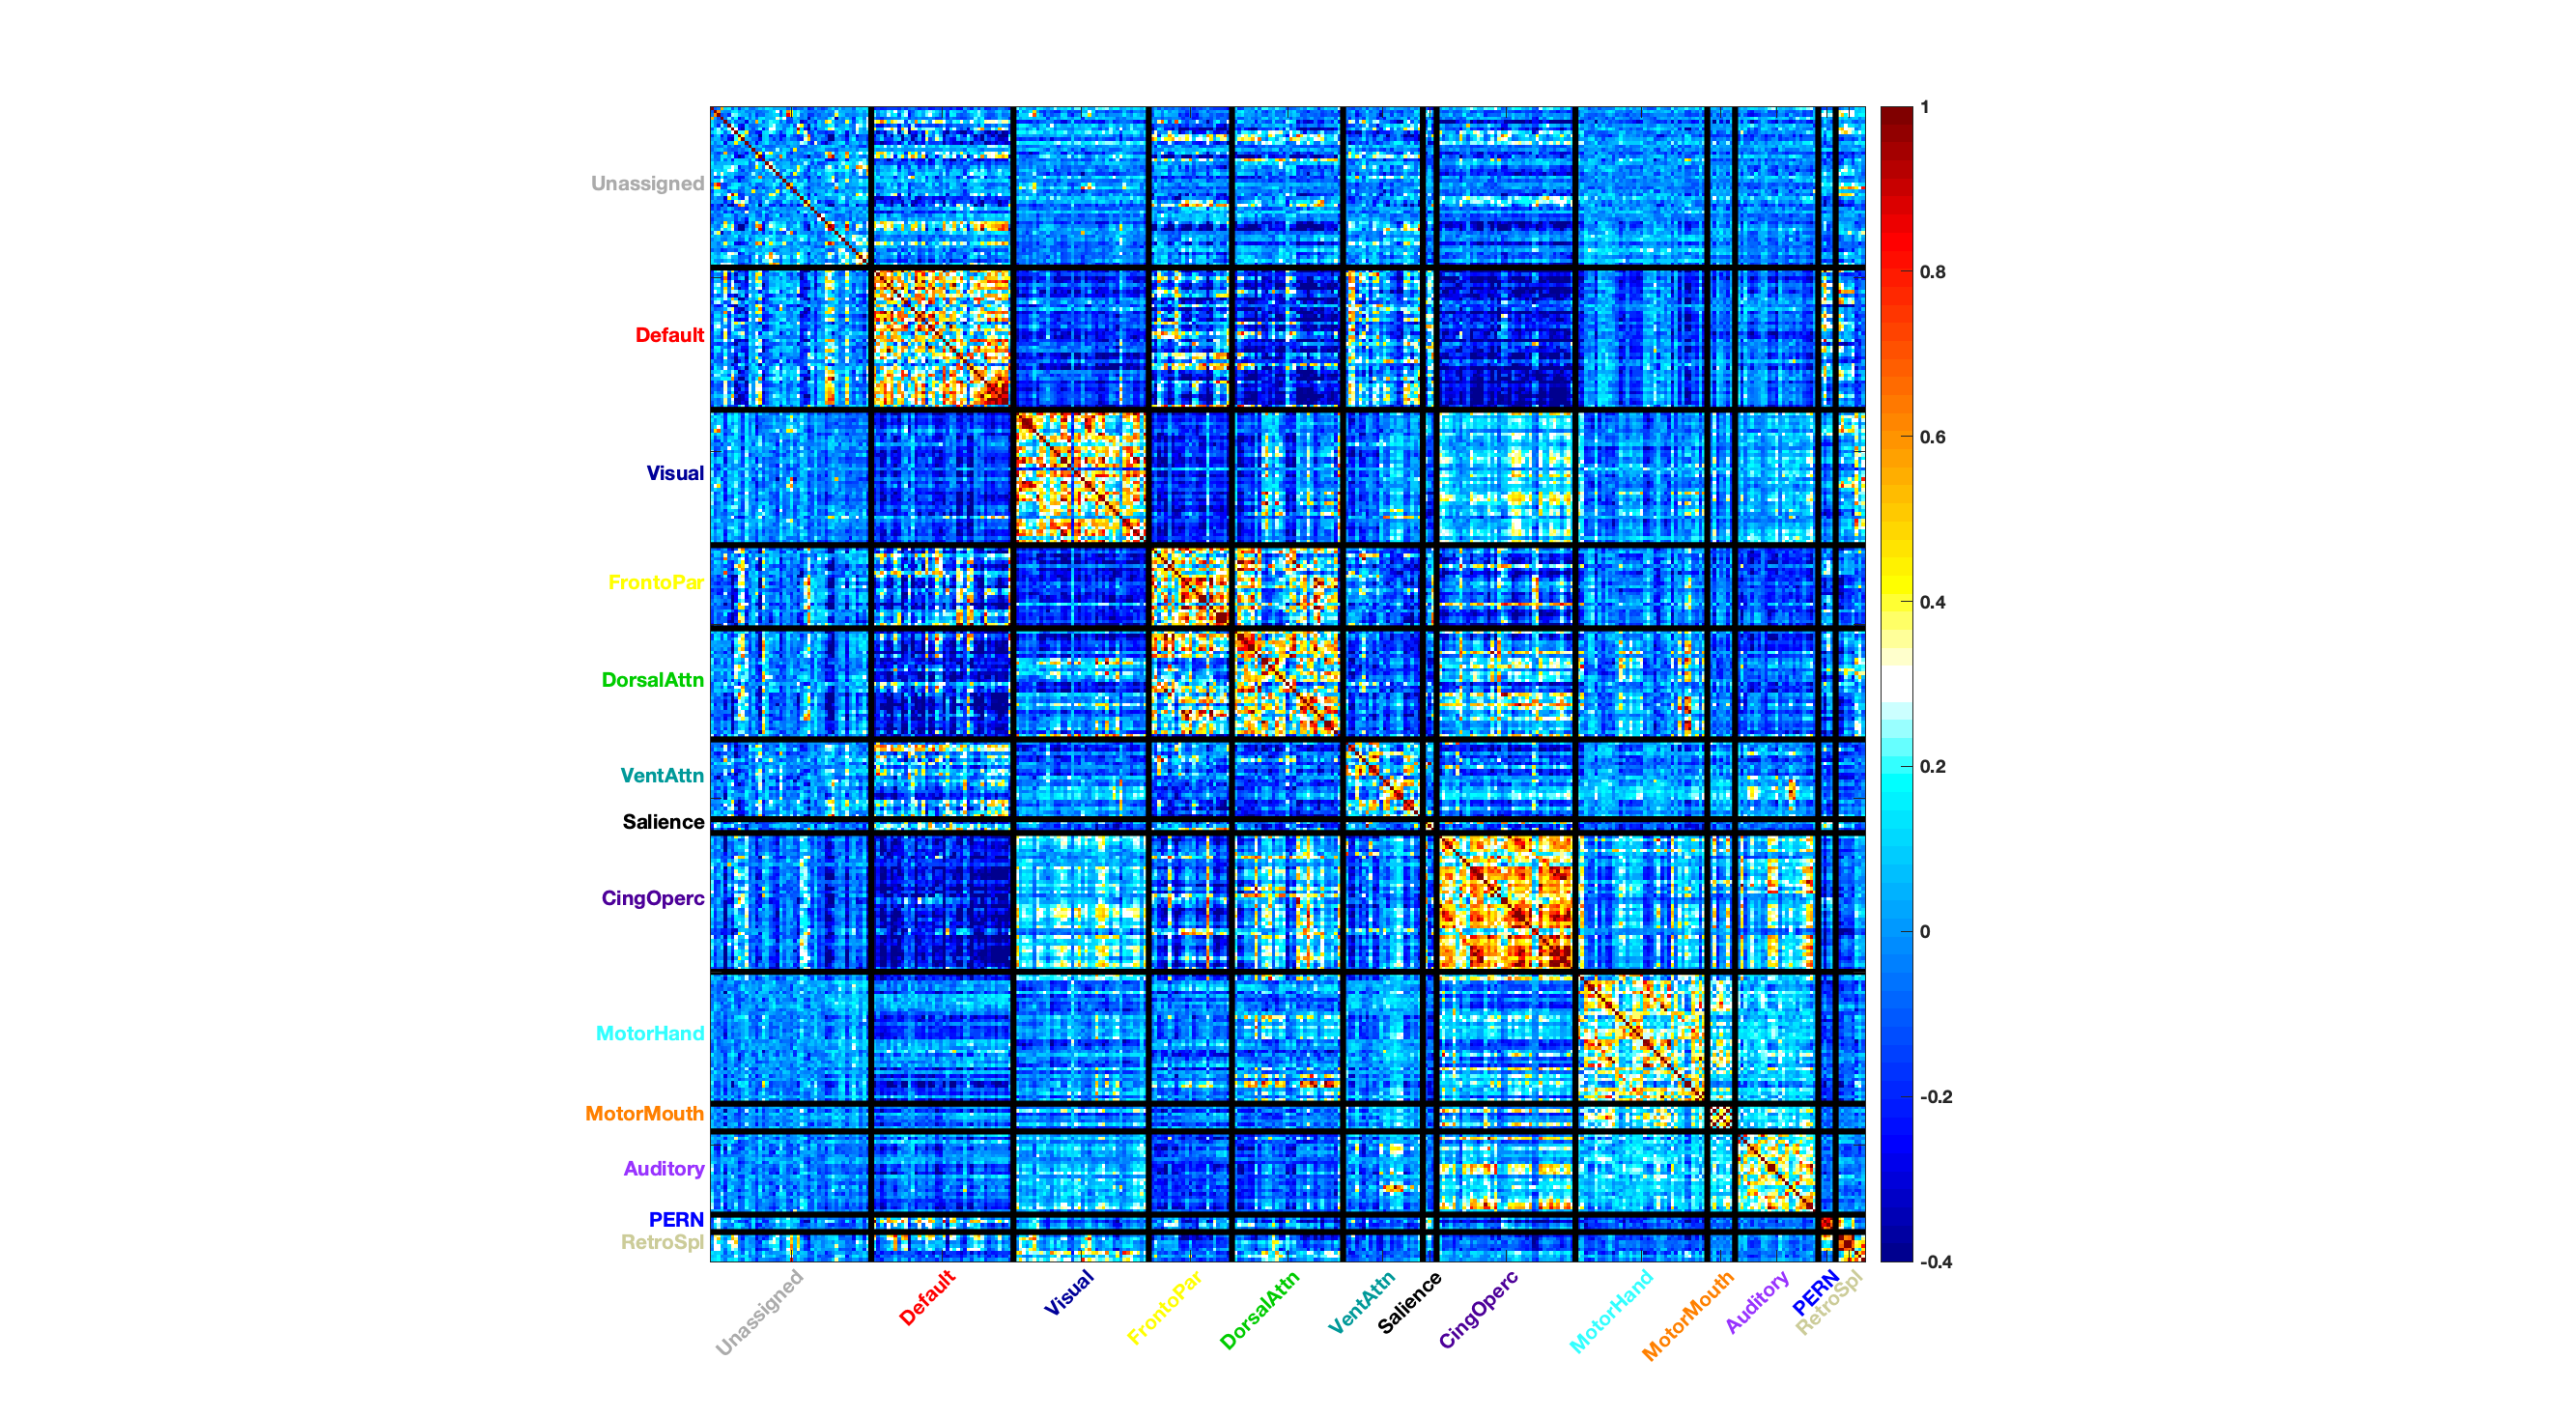 Unassigned
Default
Visual
FrontoPar
DorsalAttn
VentAttn
Salience
CingOperc
MotorHand
MotorMouth
Auditory
PERN
RetroSpl
Unassigned
Default
Visual
FrontoPar
DorsalAttn
VentAttn
Salience
CingOperc
MotorHand
MotorMouth
Auditory
PERN
RetroSpl
1
0.8
0.6
0.4
0.2
0
-0.2
-0.4